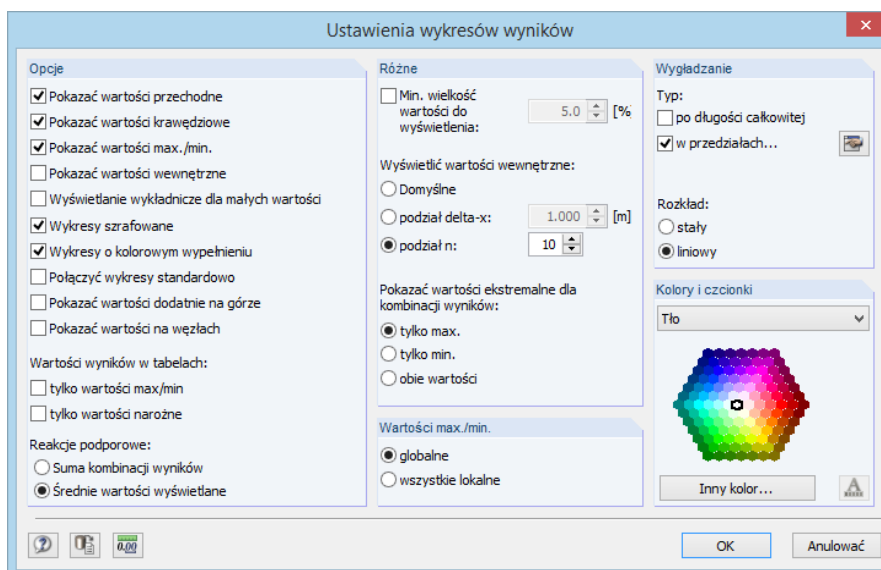 Ustawienia wykresów wyników
Opcje
Pokazać wartości przechodne
Pokazać wartości krawędziowe
Pokazać wartości max./min.
Pokazać wartości wewnętrzne
Wyświetlanie wykładnicze dla małych wartości
Wykresy szrafowane
Wykresy o kolorowym wypełnieniu
Połączyć wykresy standardowo
Pokazać wartości dodatnie na górze
Pokazać wartości na węzłach
Wartości wyników w tabelach:
tylko wartości max/min
tylko wartości narożne
Reakcje podporowe:
Suma kombinacji wyników
Średnie wartości wyświetlane
Różne
Min. wielkość
wartości do
wyświetlenia:
5.0 [%
Wyświetlić wartości wewnętrzne:
Domyślne
podział delta-x: 1.000 [m]
podział n: 10
Pokazać wartości ekstremalne dla
kombinacji wyników:
tylko max.
tylko min.
obie wartości
Wartości max./min.
globalne
wszystkie lokalne
Wygładzanie
Typ:
po długości całkowitej
w przedziałach...
Rozkład:
stały
liniowy
Kolory i czcionki
Tło
Inny kolor...
A
0.00
OK
Anulować